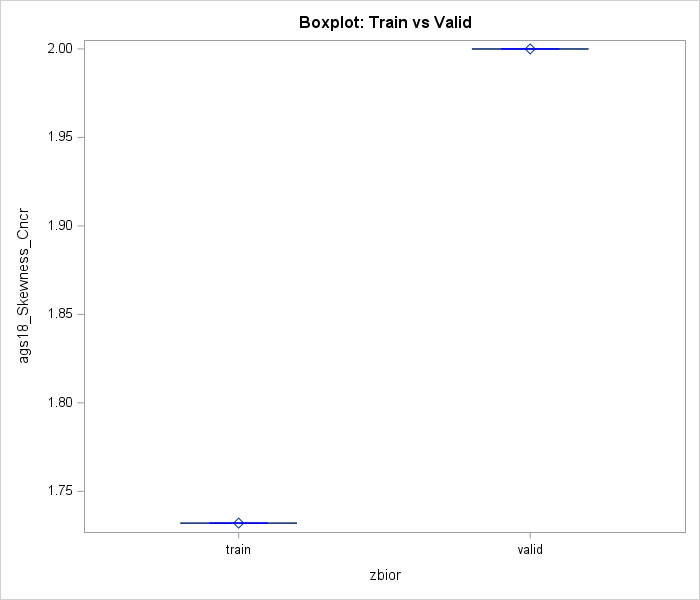 Boxplot: Train vs Valid
2.00
1.95
1.90
1.85
1.80
1.75
ags18_Skewness_Cncr
train
valid
zbior